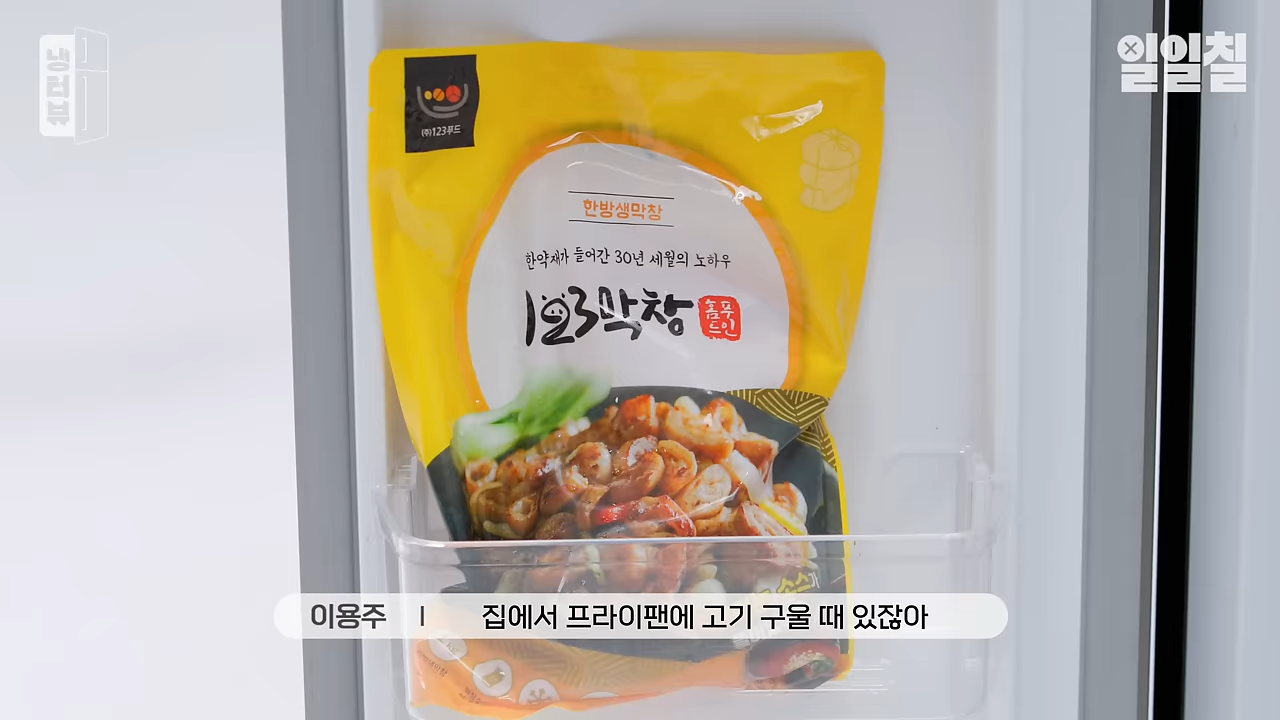 냉터뷰
일일칠
(주)123푸드
한방생막창
한약재가 들어간 30년 세월의 노하우
123막창
홈푸드인
소스가
이용주 | 집에서 프라이팬에 고기 구울 때 있잖아